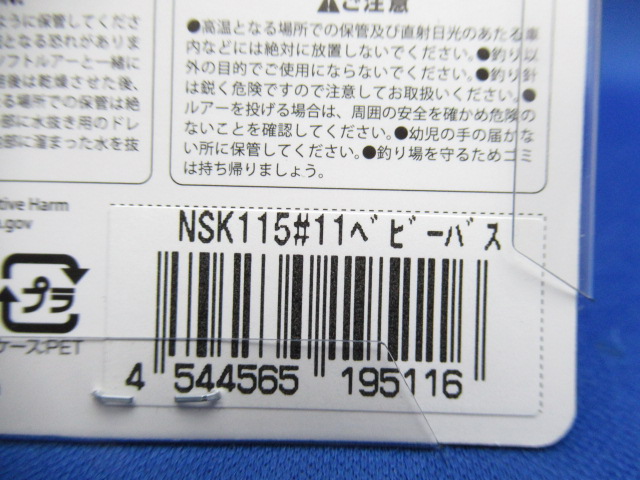 ように保管してくださ
となる恐れがありま
ソフトルアーと一緒に
用後は乾燥させた後、
なる場所での保管は絶
部に水抜き用のドレ
内部に溜まった水を抜
⚠ご注意
●高温となる場所での保管及び直射日光のあたる車
内などには絶対に放置しないでください。●釣り以
外の目的でご使用にならないでください。●釣り針
は鋭く危険ですので注意してお取扱いください。●
ルアーを投げる場合は、周囲の安全を確かめ危険の
ないことを確認してください。●幼児の手の届かな
い所に保管してください。●釣り場を守るためゴミ
は持ち帰りましょう。
tive Harm
.gov
プラ
ケース:PET
NSK115#11ベビーバス
4 544565 195116